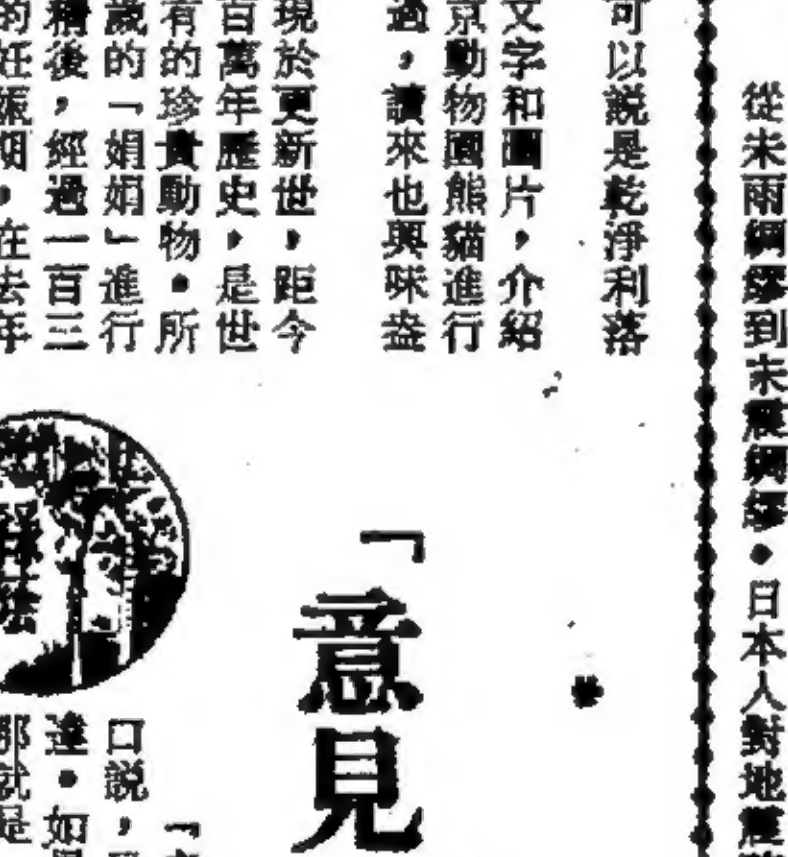 從未雨綢繆到未震綢繆。日本人對地震
可以說是乾淨利落
文字和圖片，介紹
京動物園熊貓進行
過，讀來也興味盎
現於更新世，距今
百萬年歷史，是世
有的珍貴動物。所
歲的「娟娟」進行
精後，經過一百三
的妊娠期，在去年
「意見
口說，
達。如
那就是